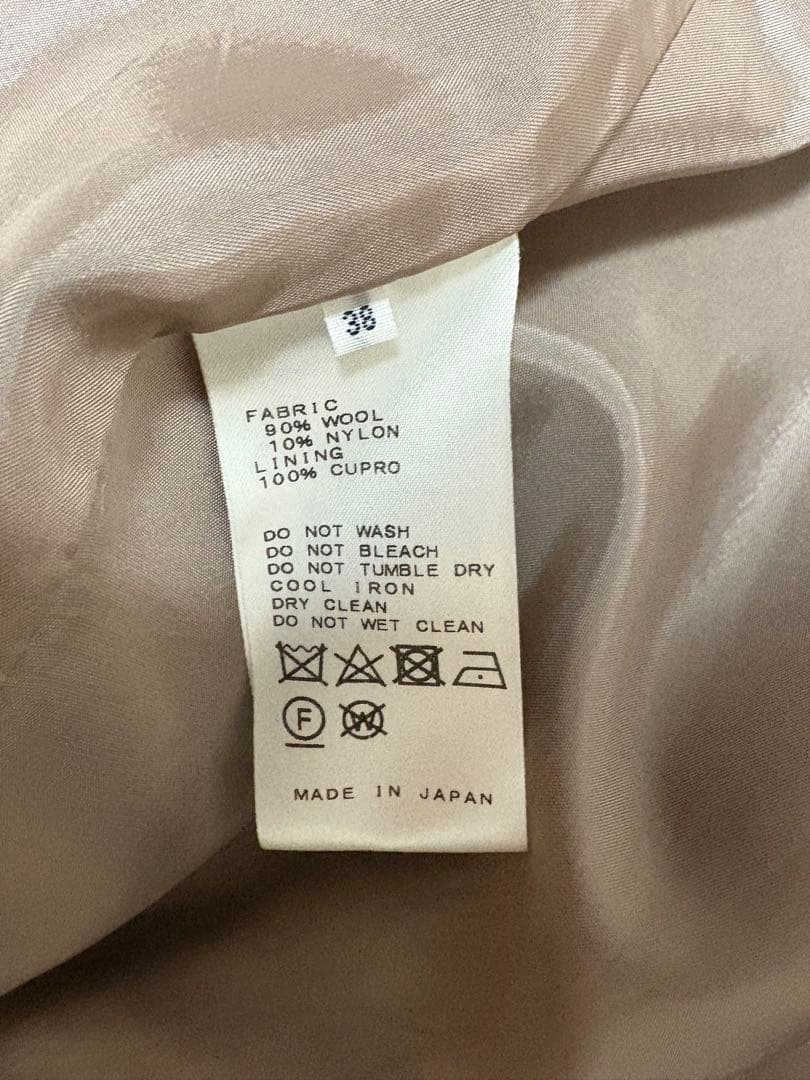 38
FABRIC
90% WOOL
10% NYLON
LINING
100% CUPRO
DO NOT WASH
DO NOT BLEACH
DO NOT TUMBLE DRY
COOL IRON
DRY CLEAN
DO NOT WET CLEAN
F W
MADE IN JAPAN